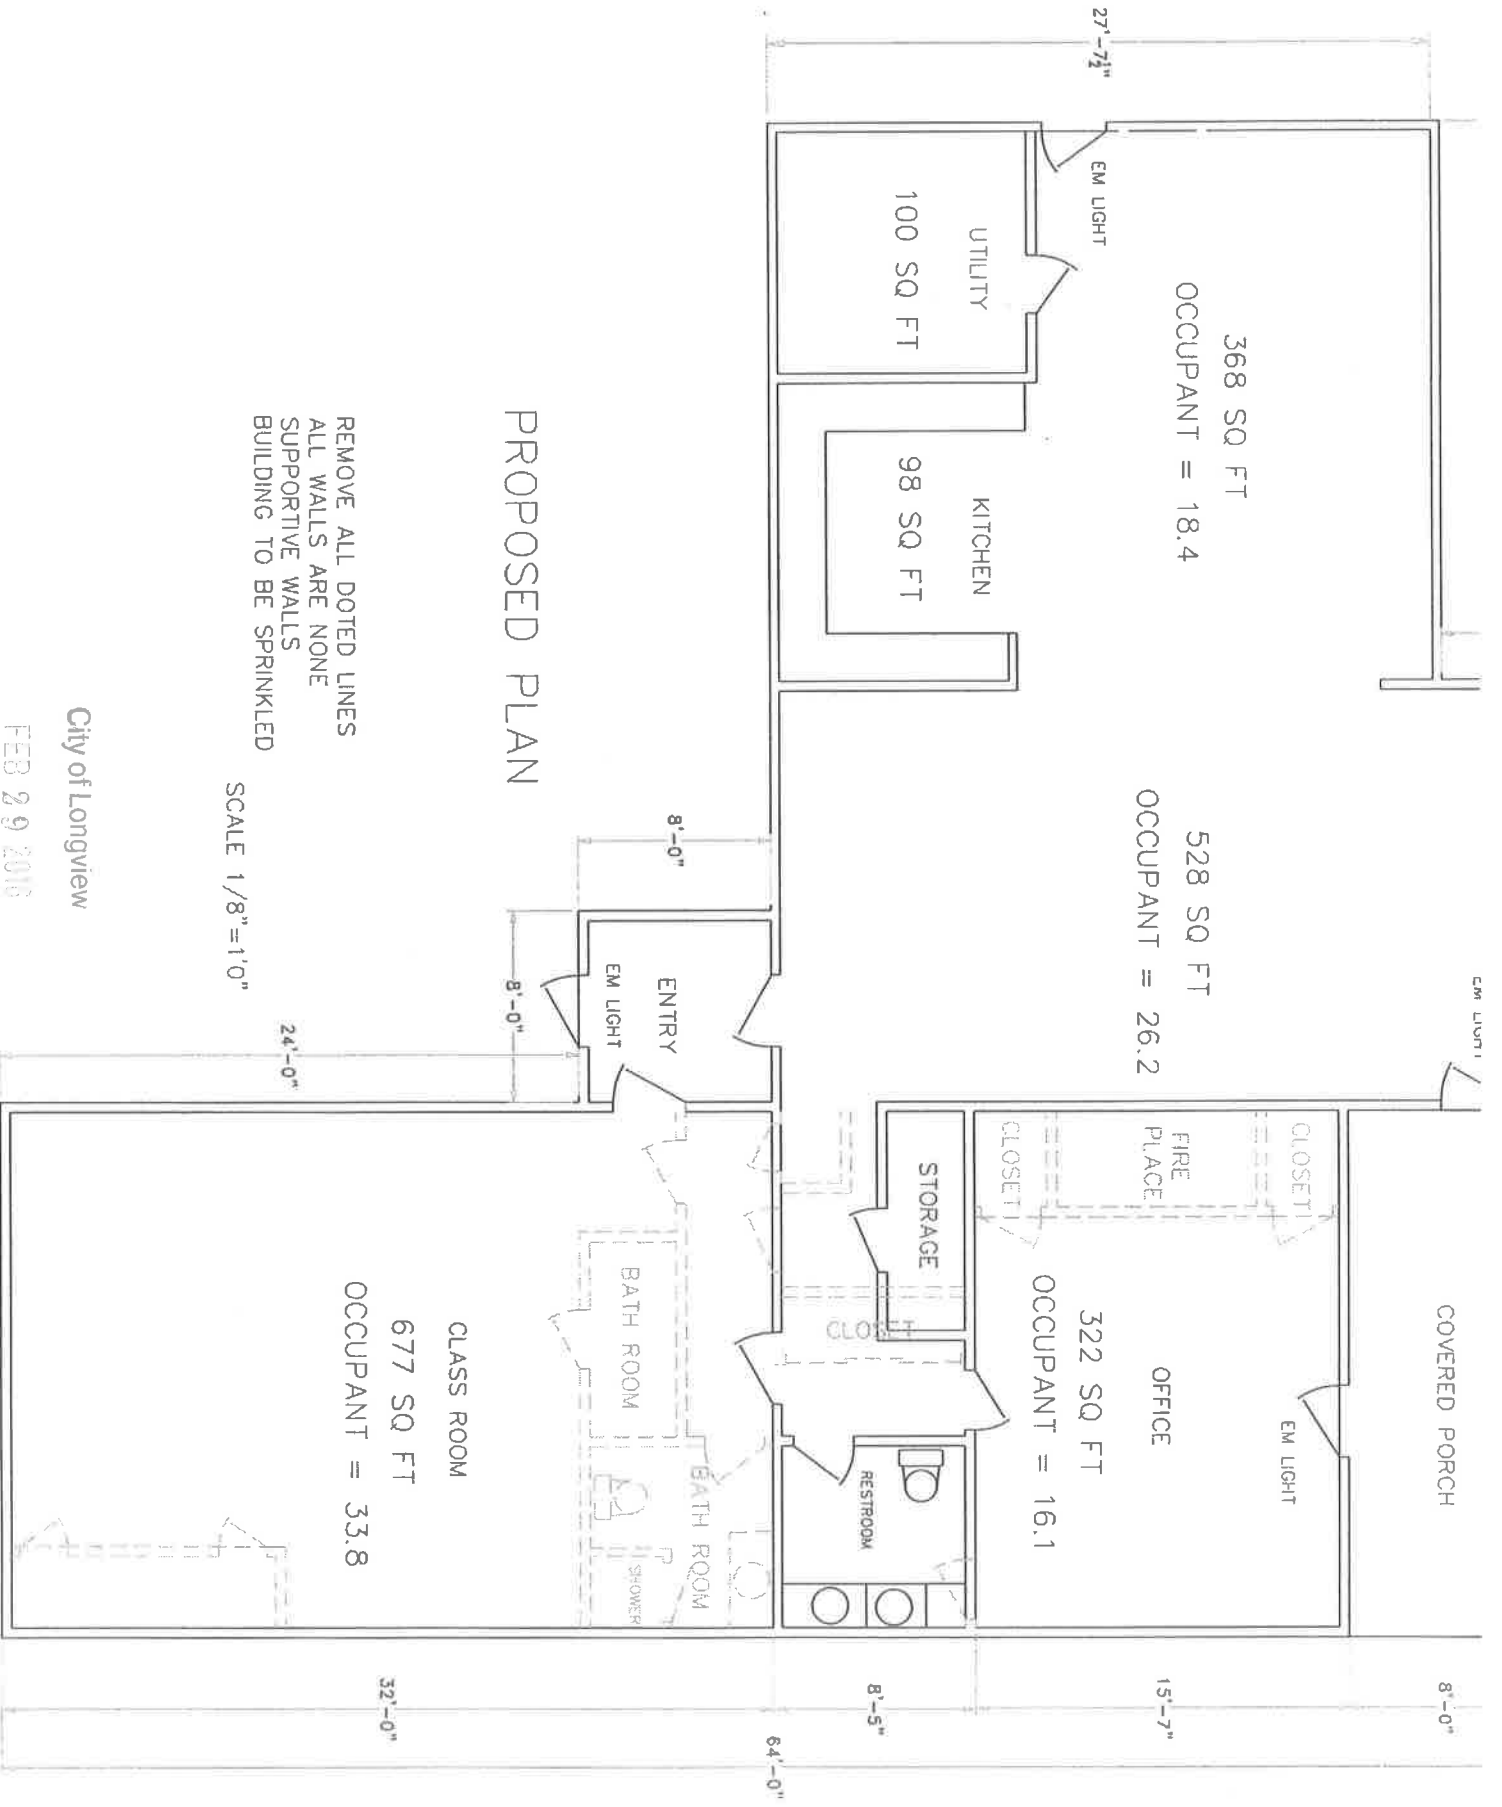 27'-7½"
EM LIGHT
368 SQ FT
OCCUPANT = 18.4
UTILITY
100 SQ FT
KITCHEN
98 SQ FT
528 SQ FT
OCCUPANT = 26.2
EM LIGHT
PROPOSED PLAN
REMOVE ALL DOTED LINES
ALL WALLS ARE NONE
SUPPORTIVE WALLS
BUILDING TO BE SPRINKLED
SCALE 1/8"=1'0"
City of Longview
FEB 29 2016
8'-0"
8'-0"
24'-0"
ENTRY
EM LIGHT
CLOSET
FIRE
PLACE
CLOSET
STORAGE
CLOSET
COVERED PORCH
OFFICE
322 SQ FT
OCCUPANT = 16.1
EM LIGHT
RESTROOM
BATH ROOM
BATH ROOM
SHOWER
CLASS ROOM
677 SQ FT
OCCUPANT = 33.8
8'-0"
15'-7"
8'-5"
32'-0"
64'-0"